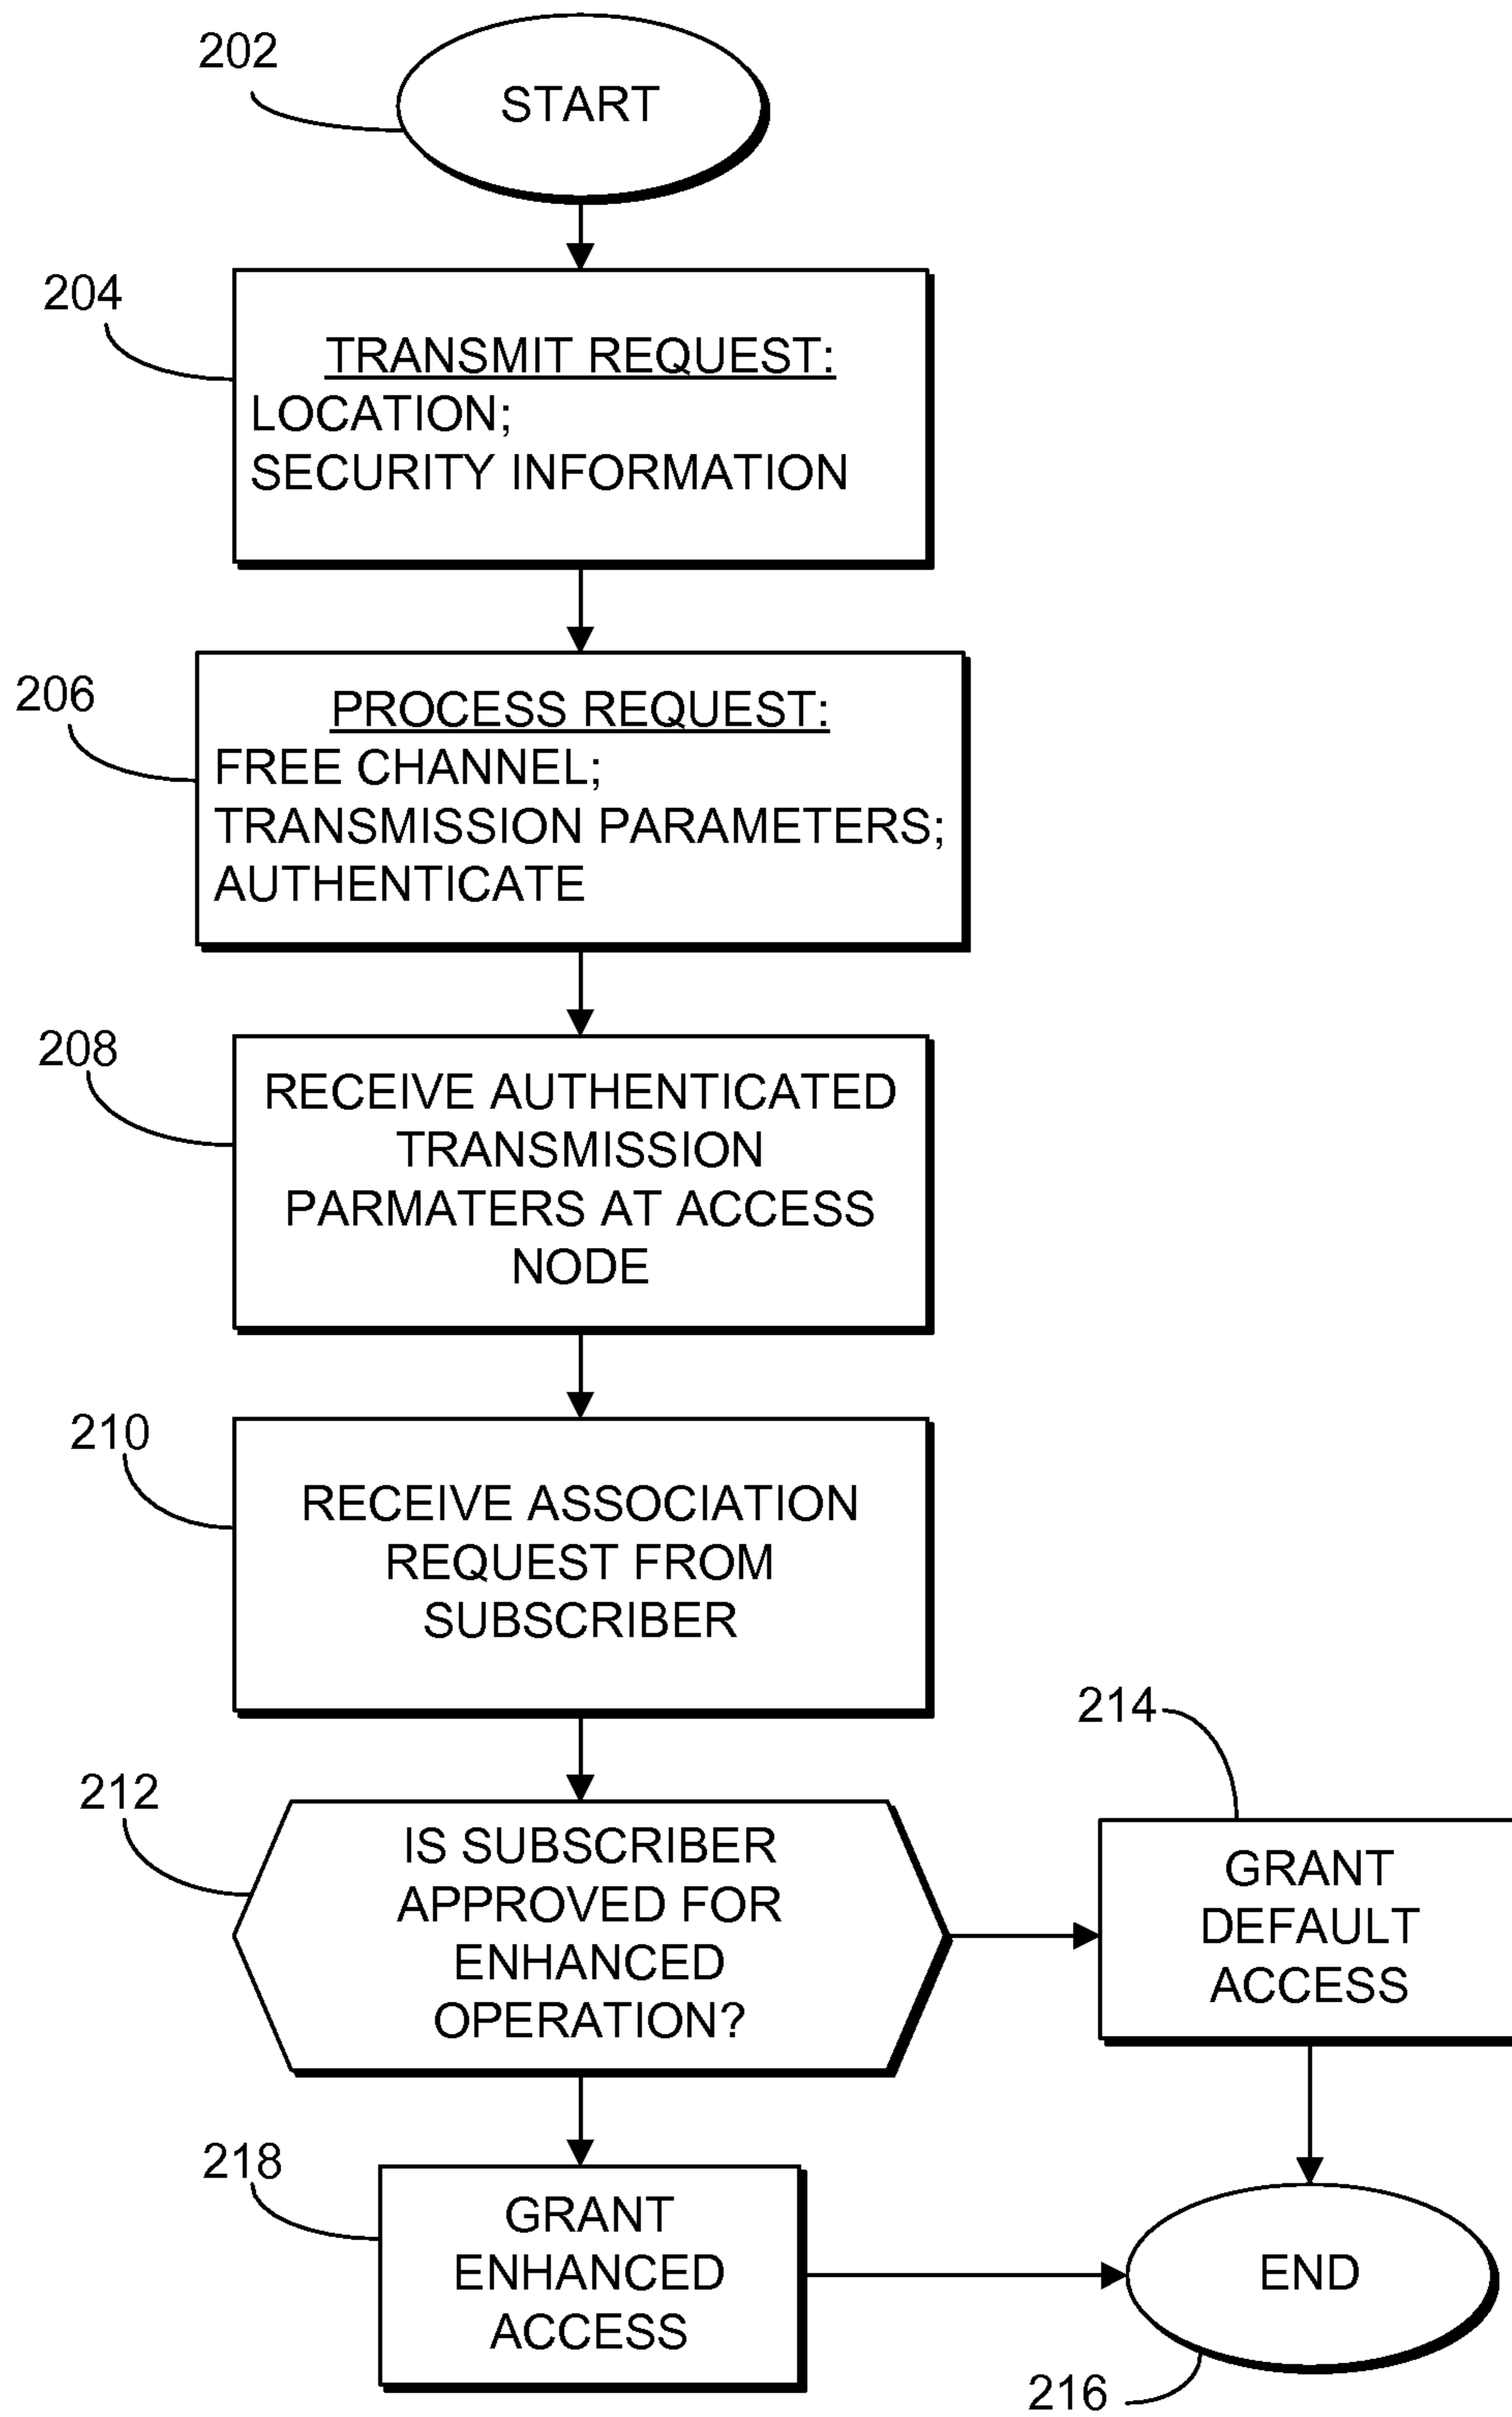 202
START
204
TRANSMIT REQUEST:
LOCATION;
SECURITY INFORMATION
206
PROCESS REQUEST:
FREE CHANNEL;
TRANSMISSION PARAMETERS;
AUTHENTICATE
208
RECEIVE AUTHENTICATED
TRANSMISSION
PARMATERS AT ACCESS
NODE
210
RECEIVE ASSOCIATION
REQUEST FROM
SUBSCRIBER
212
IS SUBSCRIBER
APPROVED FOR
ENHANCED
OPERATION?
214
GRANT
DEFAULT
ACCESS
218
GRANT
ENHANCED
ACCESS
END
216